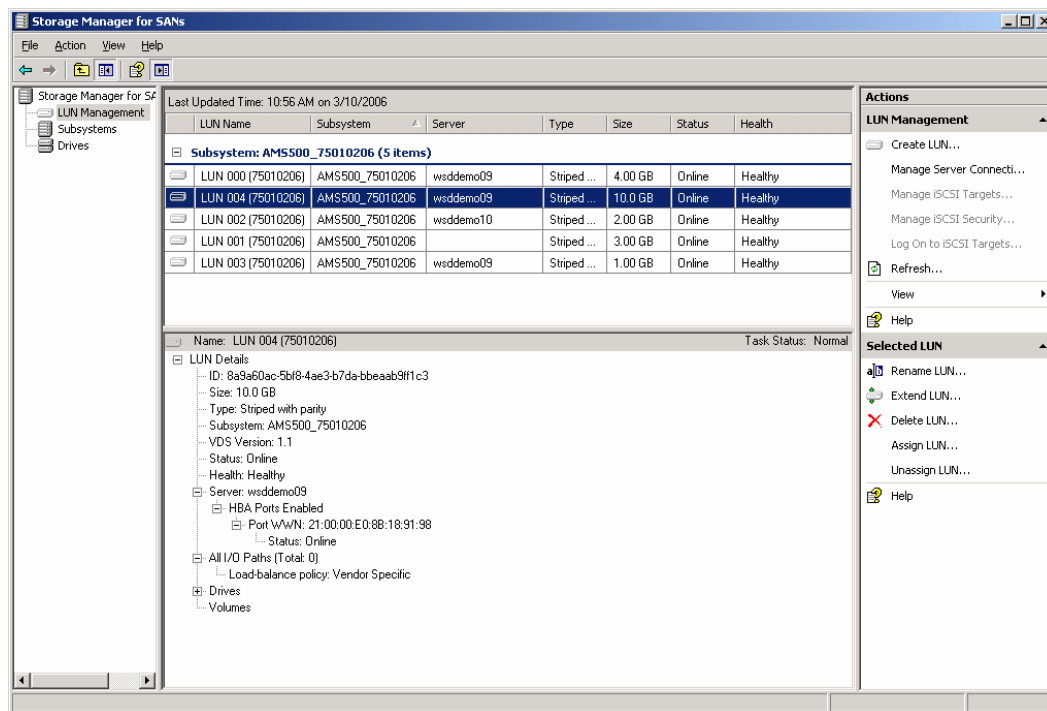 Storage Manager for SANs
File Action View Help
Storage Manager for SA
LUN Management
Subsystems
Drives
Last Updated Time: 10:56 AM on 3/10/2006
LUN Name Subsystem Server Type Size Status Health
Subsystem: AMS500_75010206 (5 items)
LUN 000 (75010206) AMS500_75010206 wsddemo09 Striped ... 4.00 GB Online Healthy
LUN 004 (75010206) AMS500_75010206 wsddemo09 Striped ... 10.0 GB Online Healthy
LUN 002 (75010206) AMS500_75010206 wsddemo10 Striped ... 2.00 GB Online Healthy
LUN 001 (75010206) AMS500_75010206 Striped ... 3.00 GB Online Healthy
LUN 003 (75010206) AMS500_75010206 wsddemo09 Striped ... 1.00 GB Online Healthy
Name: LUN 004 (75010206) Task Status: Normal
LUN Details
ID: 8a9a60ac-5bf8-4ae3-b7da-bbeaab9ff1c3
Size: 10.0 GB
Type: Striped with parity
Subsystem: AMS500_75010206
VDS Version: 1.1
Status: Online
Health: Healthy
Server: wsddemo09
HBA Ports Enabled
Port WWN: 21:00:00:E0:8B:18:91:98
Status: Online
All I/O Paths (Total: 0)
Load-balance policy: Vendor Specific
Drives
Volumes
Actions
LUN Management
Create LUN...
Manage Server Connecti...
Manage iSCSI Targets...
Manage iSCSI Security...
Log On to iSCSI Targets...
Refresh...
View
Help
Selected LUN
Rename LUN...
Extend LUN...
Delete LUN...
Assign LUN...
Unassign LUN...
Help